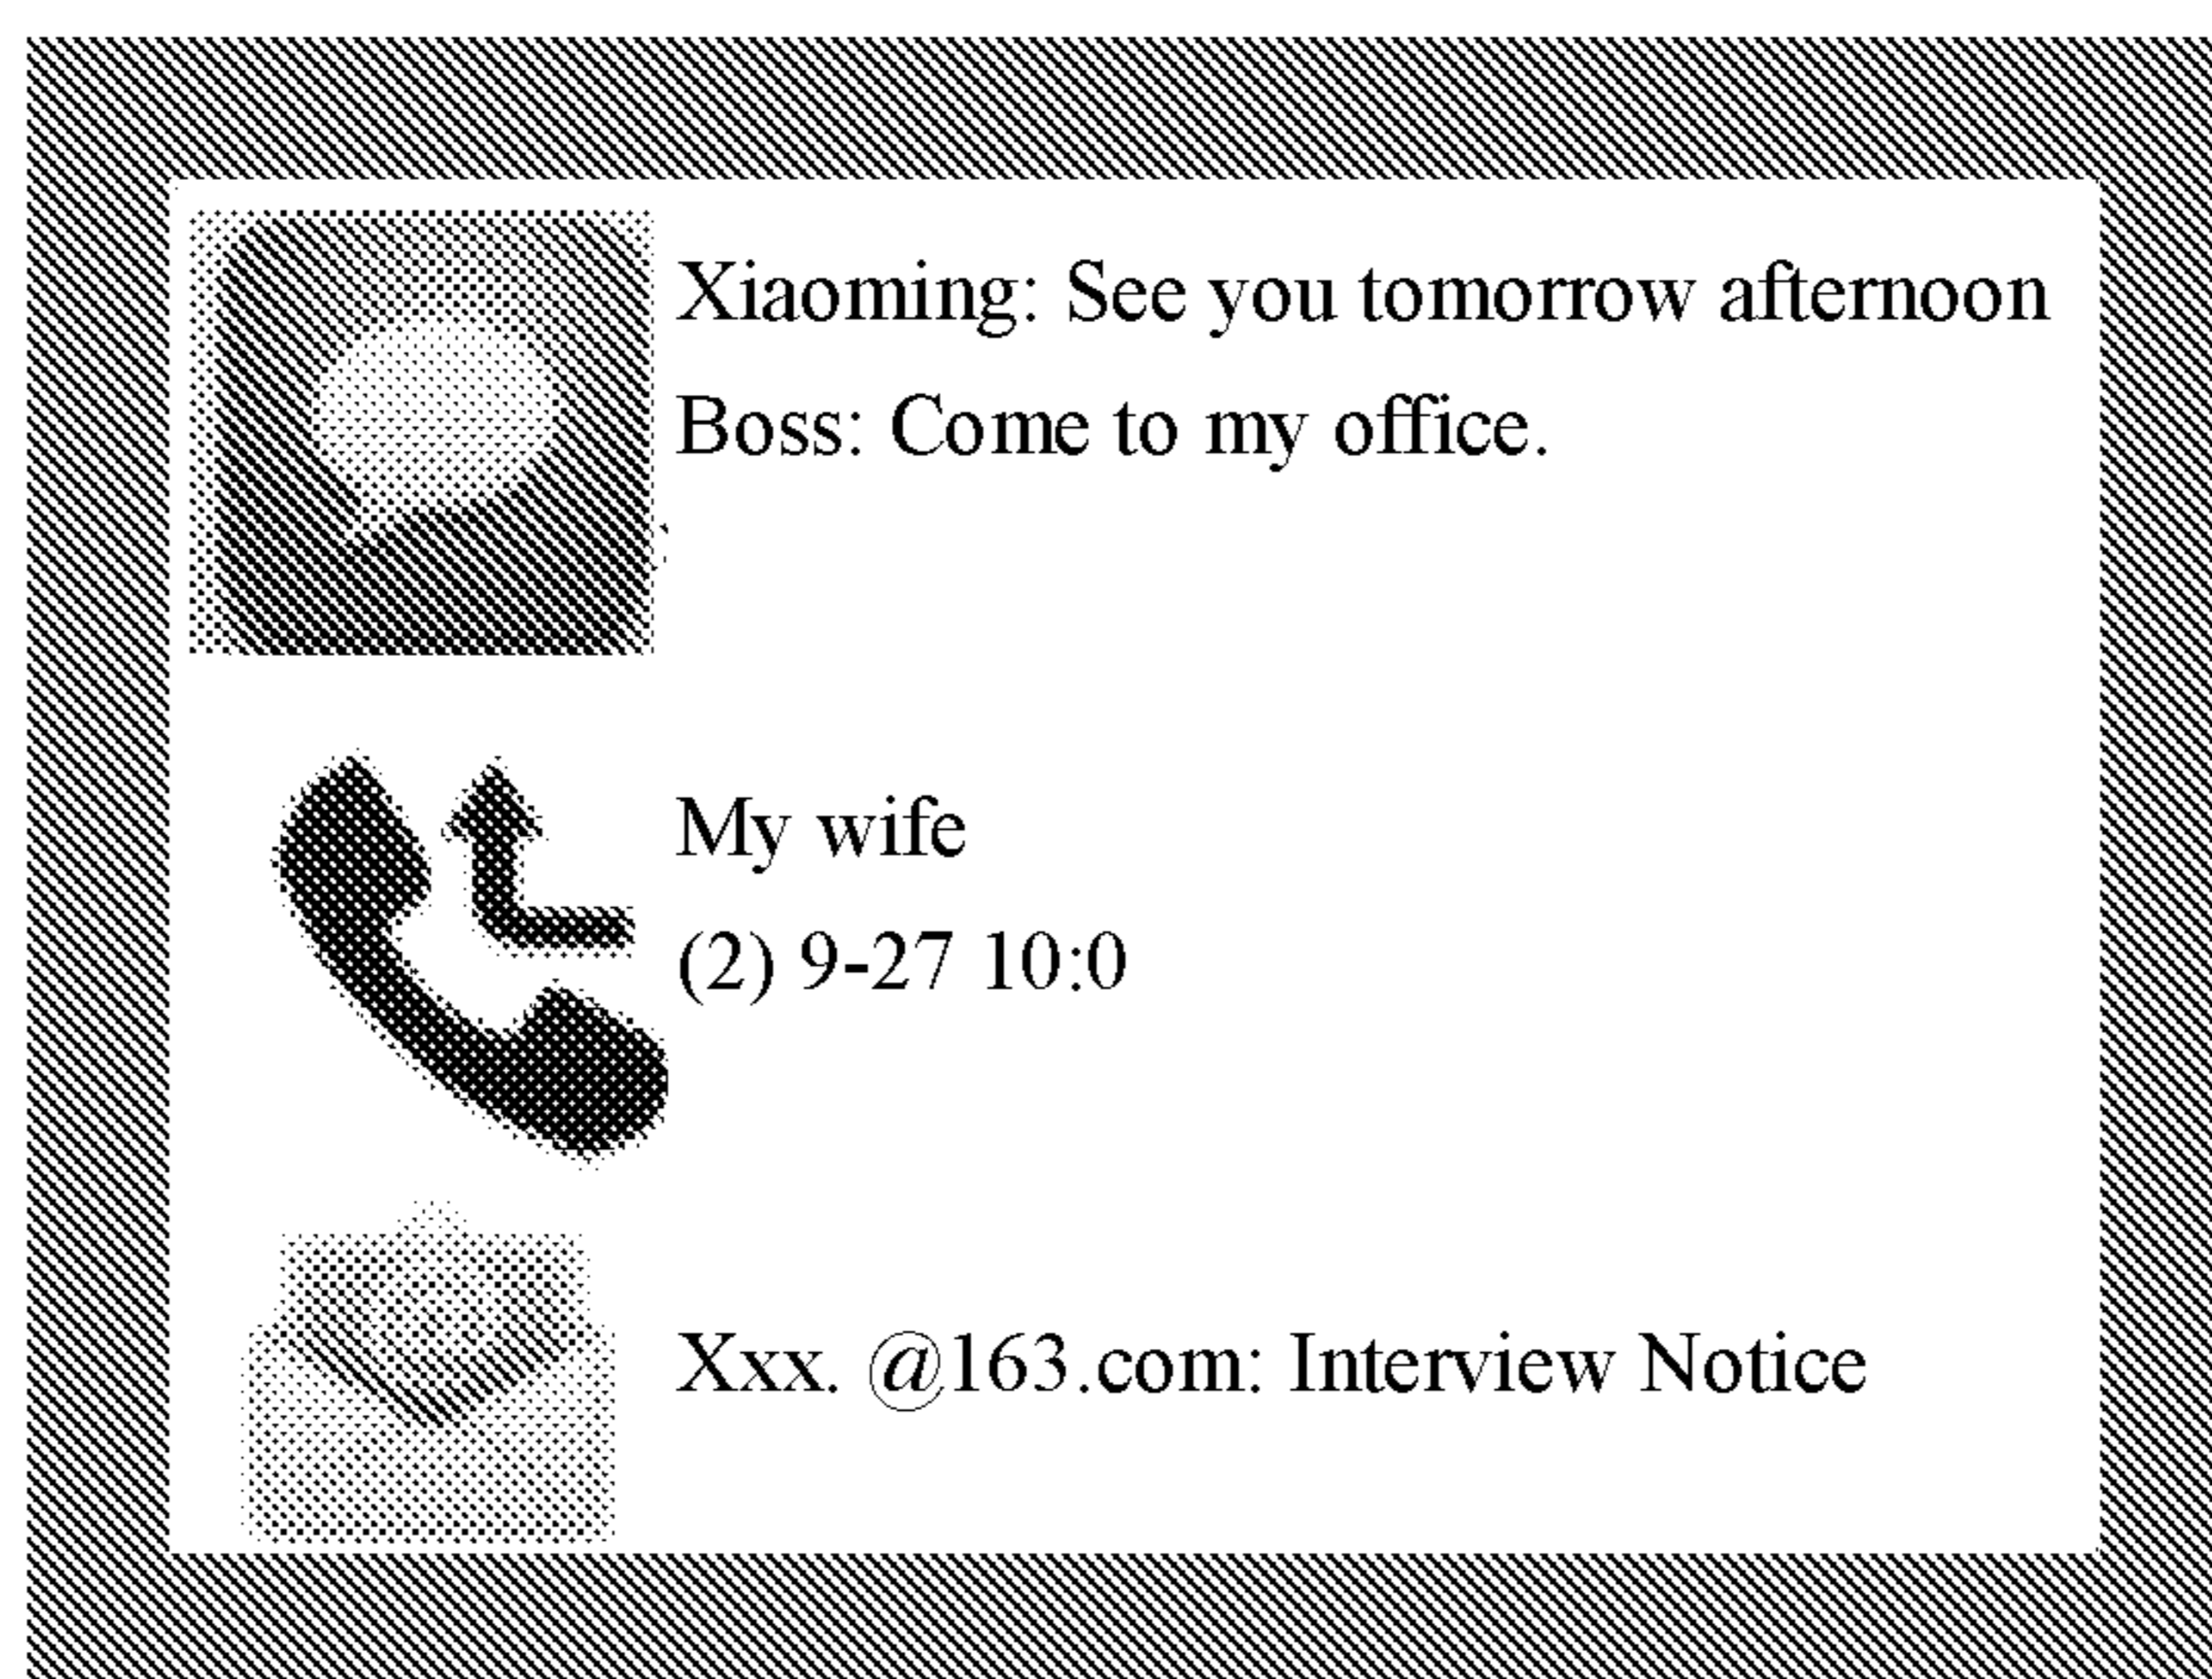 Xiaoming: See you tomorrow afternoon
Boss: Come to my office.
My wife
(2) 9-27 10:0
Xxx. @163.com: Interview Notice